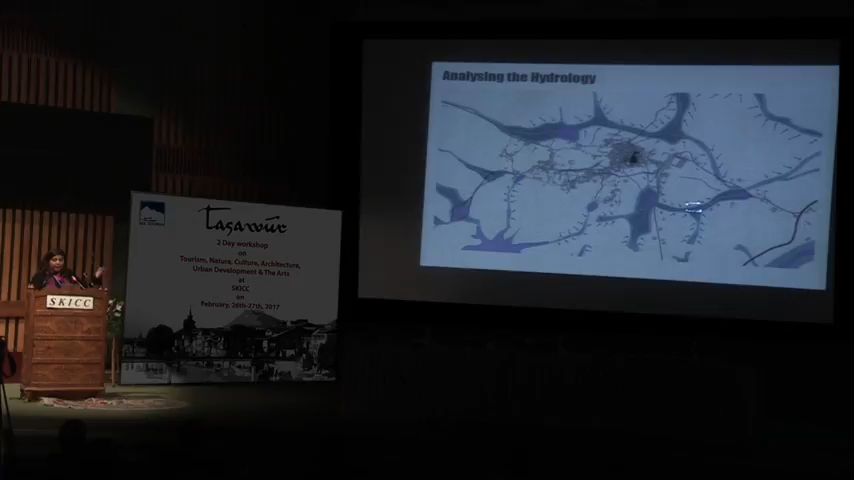 Analysing the Hydrology
Tasawur
2 Day workshop
on
Tourism, Nature, Culture, Architecture,
Urban Development & The Arts
at
SKICC
on
February, 26th-27th, 2017
SKICC